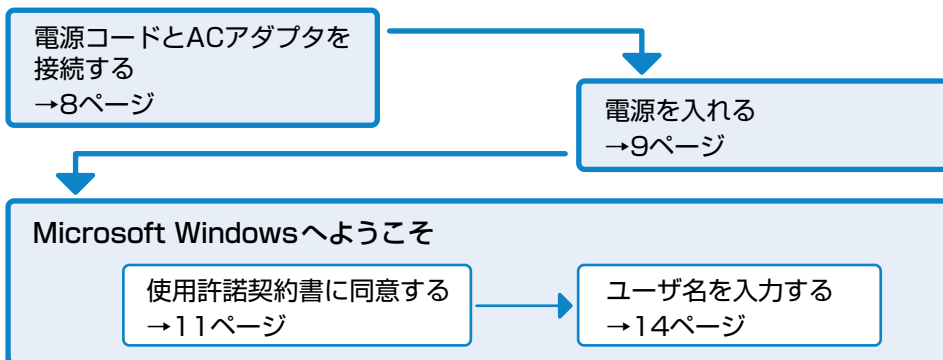 電源コードとACアダプタを
接続する
→8ページ
電源を入れる
→9ページ
Microsoft Windowsへようこそ
使用許諾契約書に同意する
→11ページ
ユーザ名を入力する
→14ページ